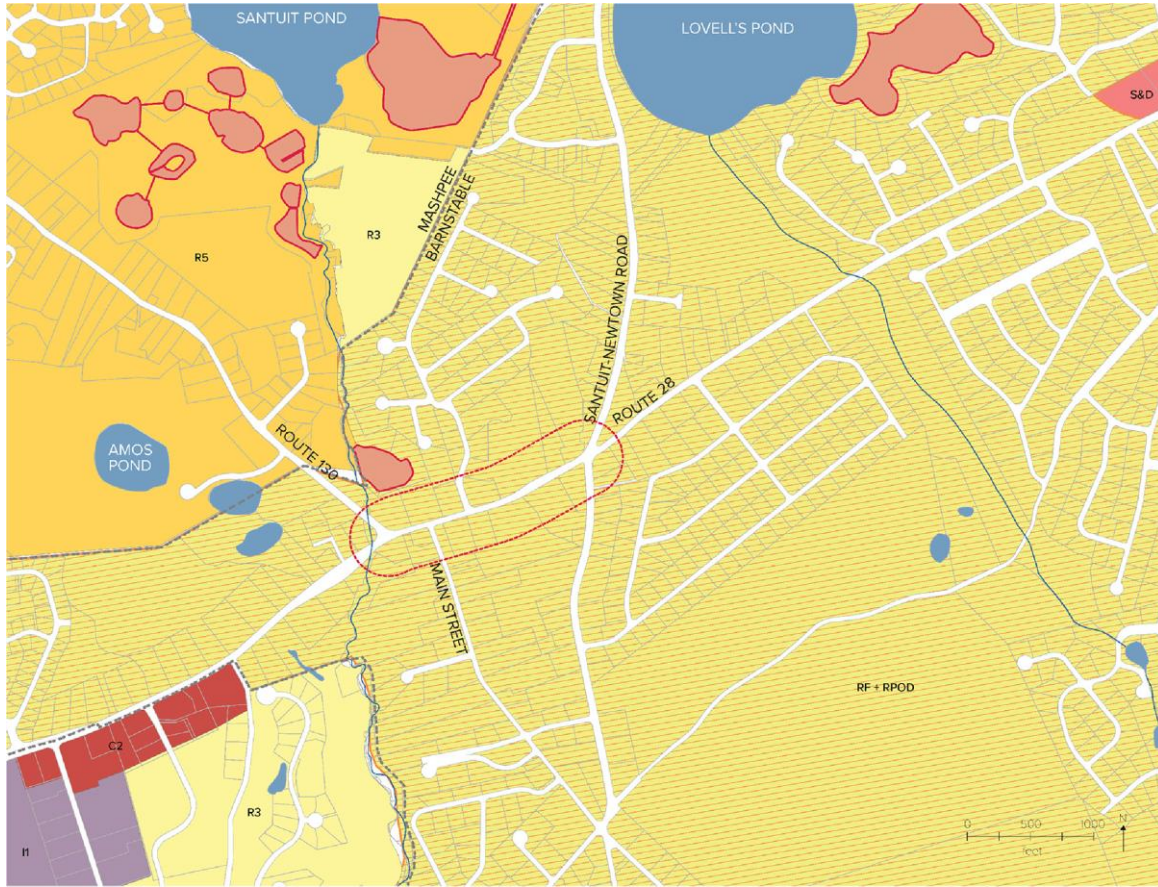 SANTUIT POND
LOVELL'S POND
S&D
MASHPEE
BARNSTABLE
R3
R5
SANTUIT-NEWTOWN ROAD
ROUTE 28
ROUTE 130
AMOS
POND
MAIN STREET
RF + RPOD
C2
R3
I1
0 500 1000
feet
N